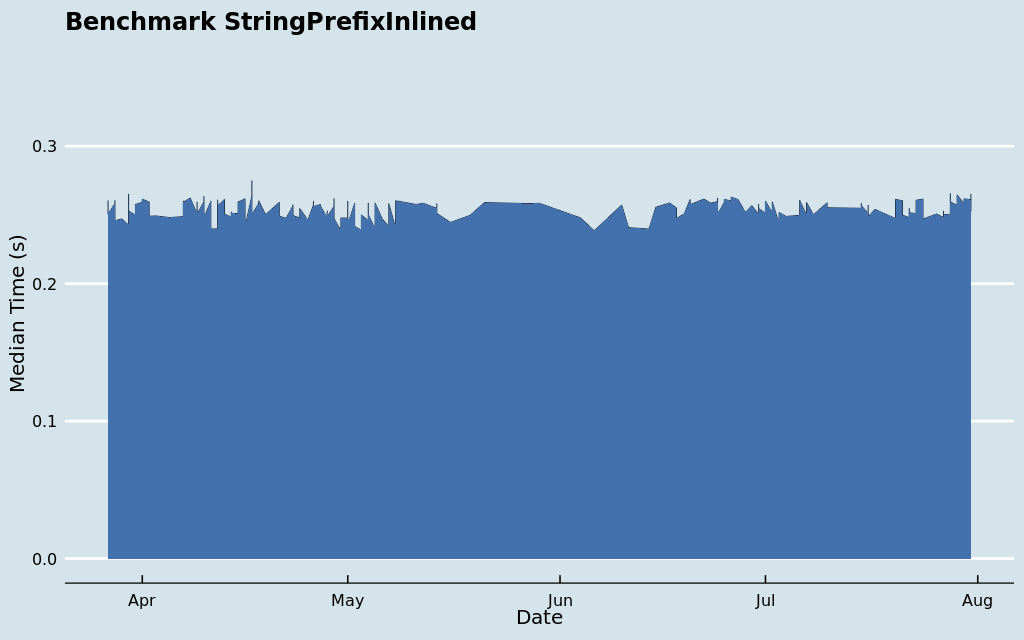 Benchmark StringPrefixInlined
Median Time (s)
0.3
0.2
0.1
0.0
Apr May Jun Jul Aug
Date